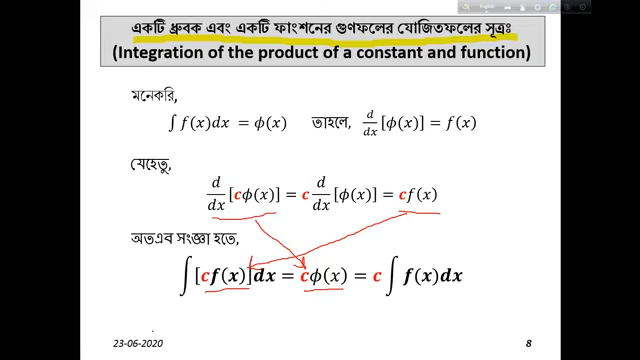 একটি ধ্রুবক এবং একটি ফাংশনের গুণফলের যোজিতফলের সূত্রঃ
(Integration of the product of a constant and function)
মনেকরি,
∫ f(x)dx = ϕ(x) তাহলে, d/dx [ϕ(x)] = f(x)
যেহেতু,
d/dx [cϕ(x)] = c d/dx [ϕ(x)] = cf(x)
অতএব সংজ্ঞা হতে,
∫ [cf(x)]dx = cϕ(x) = c ∫ f(x)dx
23-06-2020 8